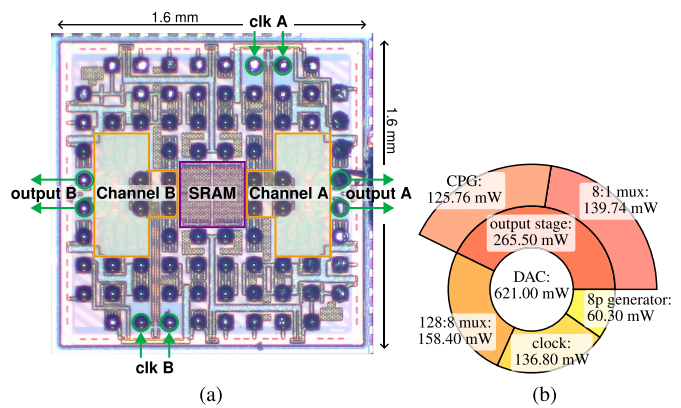 1.6 mm
clk A
1.6 mm
output B
Channel B
SRAM
Channel A
output A
clk B
(a)
CPG:
125.76 mW
8:1 mux:
139.74 mW
output stage:
265.50 mW
DAC:
621.00 mW
8p generator:
60.30 mW
128:8 mux:
158.40 mW
clock:
136.80 mW
(b)